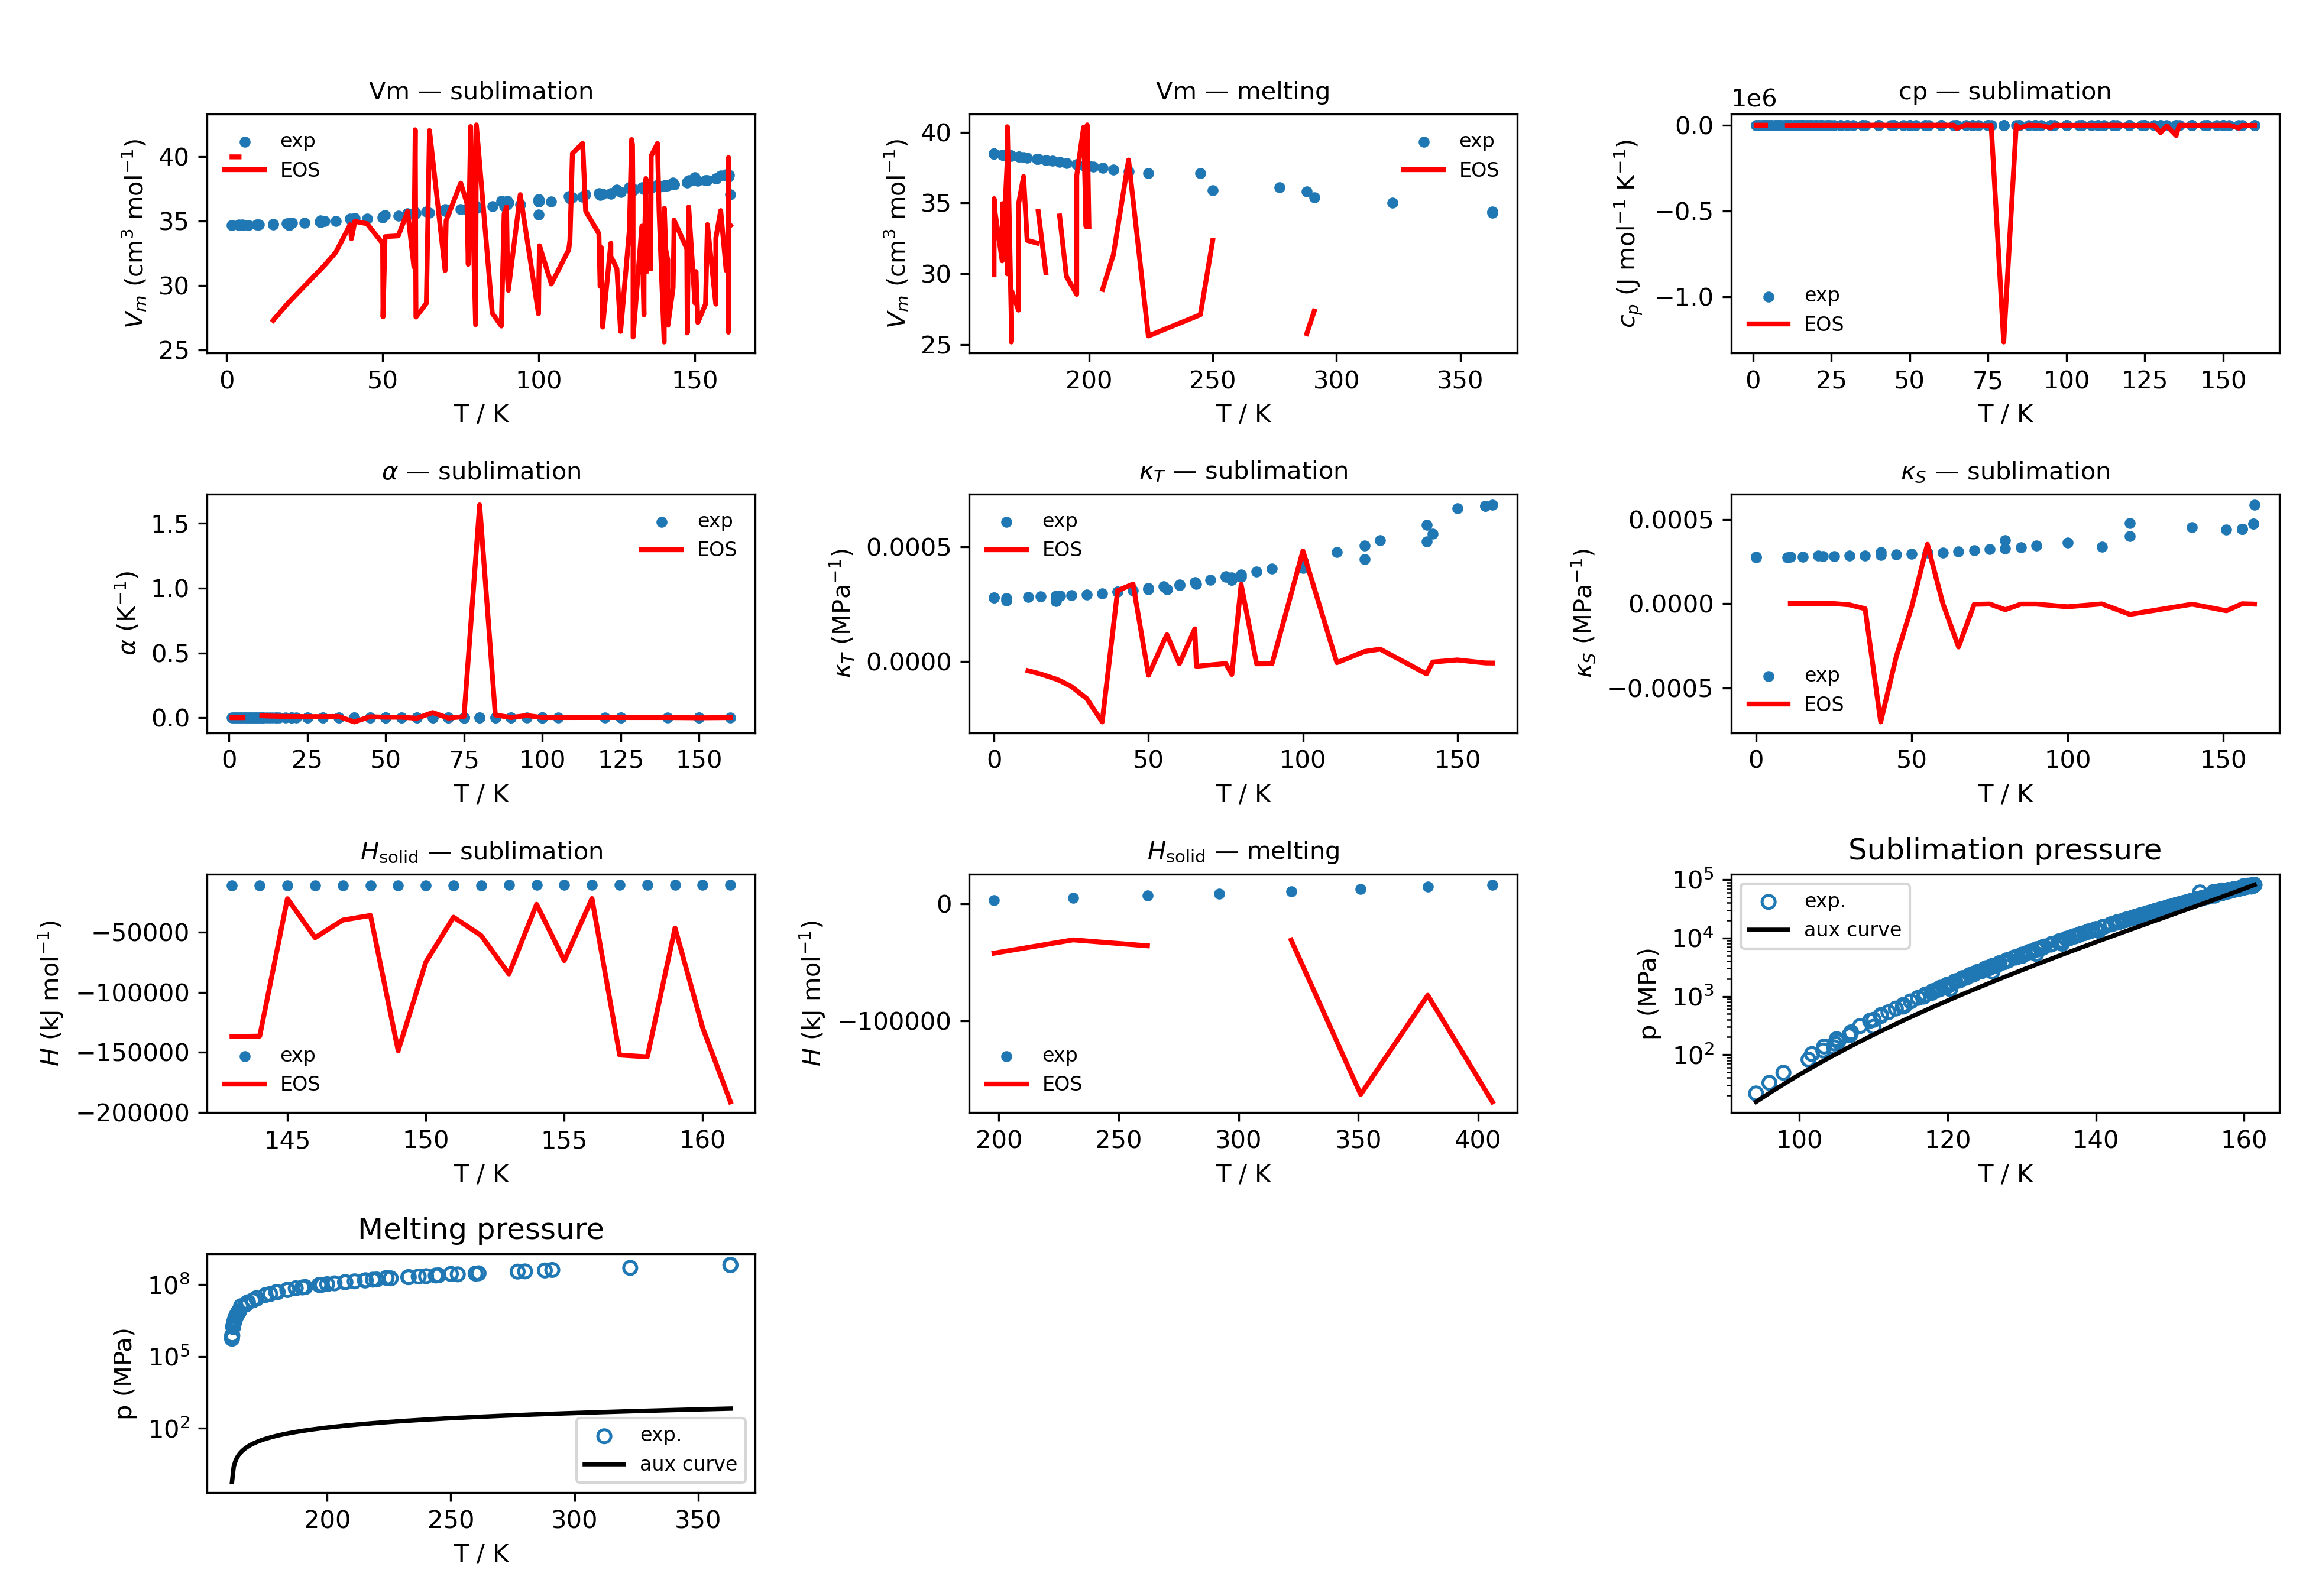 Vm — sublimation
V_m (cm³ mol⁻¹)
40
35
30
25
exp
EOS
0 50 100 150
T / K
Vm — melting
V_m (cm³ mol⁻¹)
40
35
30
25
exp
EOS
200 250 300 350
T / K
cp — sublimation
1e6
c_p (J mol⁻¹ K⁻¹)
0.0
−0.5
−1.0
exp
EOS
0 25 50 75 100 125 150
T / K
α — sublimation
α (K⁻¹)
1.5
1.0
0.5
0.0
exp
EOS
0 25 50 75 100 125 150
T / K
κ_T — sublimation
κ_T (MPa⁻¹)
0.0005
0.0000
exp
EOS
0 50 100 150
T / K
κ_S — sublimation
κ_S (MPa⁻¹)
0.0005
0.0000
−0.0005
exp
EOS
0 50 100 150
T / K
H_solid — sublimation
H (kJ mol⁻¹)
−50000
−100000
−150000
−200000
exp
EOS
145 150 155 160
T / K
H_solid — melting
H (kJ mol⁻¹)
0
−100000
exp
EOS
200 250 300 350 400
T / K
Sublimation pressure
p (MPa)
10⁵
10⁴
10³
10²
exp.
aux curve
100 120 140 160
T / K
Melting pressure
p (MPa)
10⁸
10⁵
10²
exp.
aux curve
200 250 300 350
T / K